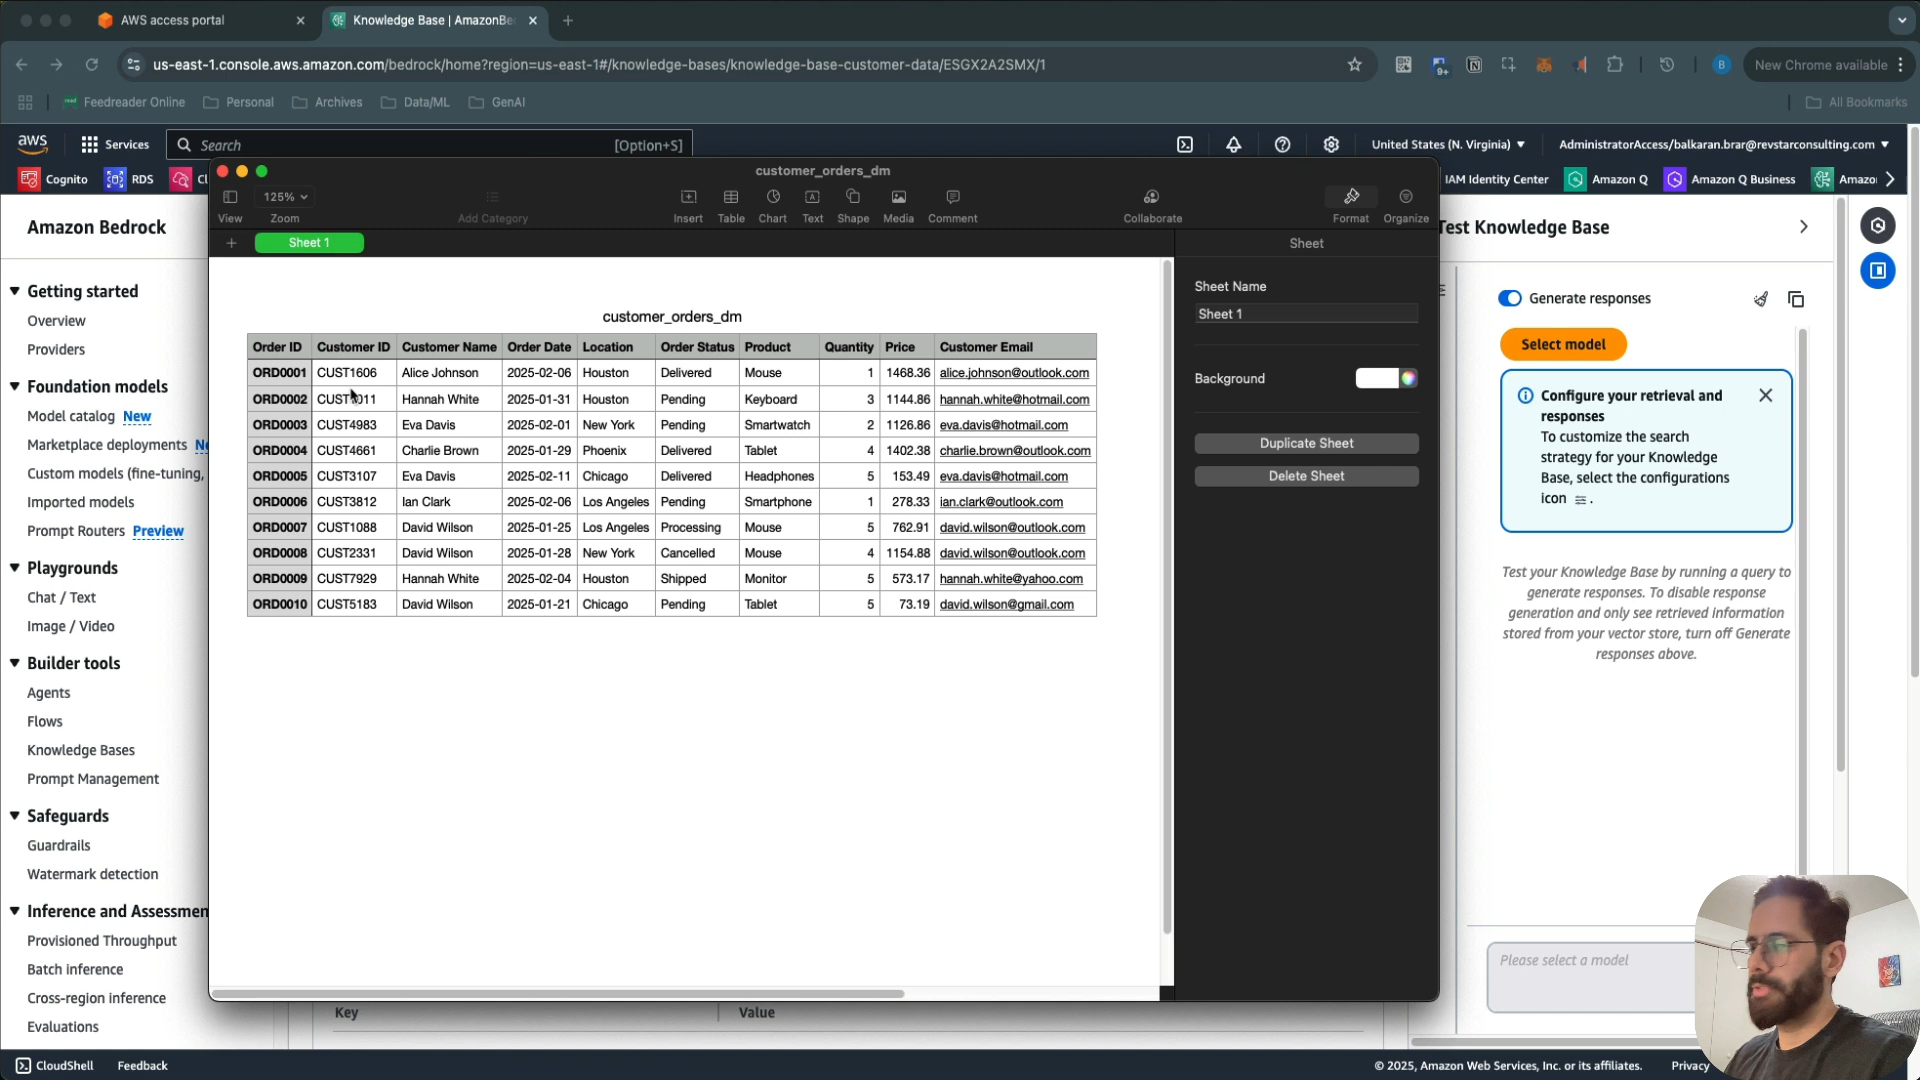 AWS access portal
Knowledge Base | AmazonBe
us-east-1.console.aws.amazon.com/bedrock/home?region=us-east-1#/knowledge-bases/knowledge-base-customer-data/ESGX2A2SMX/1
9+
B
New Chrome available
Feedreader Online
Personal
Archives
Data/ML
GenAI
All Bookmarks
aws
Services
Search
[Option+S]
United States (N. Virginia)
AdministratorAccess/balkaran.brar@revstarconsulting.com
Cognito
RDS
Cl
IAM Identity Center
Amazon Q
Amazon Q Business
Amazo
customer_orders_dm
125%
View
Zoom
Add Category
Insert
Table
Chart
Text
Shape
Media
Comment
Collaborate
Format
Organize
Sheet 1
Sheet
Amazon Bedrock
Getting started
Overview
Providers
Foundation models
Model catalog New
Marketplace deployments
Custom models (fine-tuning,
Imported models
Prompt Routers Preview
Playgrounds
Chat / Text
Image / Video
Builder tools
Agents
Flows
Knowledge Bases
Prompt Management
Safeguards
Guardrails
Watermark detection
Inference and Assessmen
Provisioned Throughput
Batch inference
Cross-region inference
Evaluations
customer_orders_dm
Order ID Customer ID Customer Name Order Date Location Order Status Product Quantity Price Customer Email
ORD0001 CUST1606 Alice Johnson 2025-02-06 Houston Delivered Mouse 1 1468.36 alice.johnson@outlook.com
ORD0002 Hannah White 2025-01-31 Houston Pending Keyboard 3 1144.86 hannah.white@hotmail.com
ORD0003 CUST4983 Eva Davis 2025-02-01 New York Pending Smartwatch 2 1126.86 eva.davis@hotmail.com
ORD0004 CUST4661 Charlie Brown 2025-01-29 Phoenix Delivered Tablet 4 1402.38 charlie.brown@outlook.com
ORD0005 CUST3107 Eva Davis 2025-02-11 Chicago Delivered Headphones 5 153.49 eva.davis@hotmail.com
ORD0006 CUST3812 Ian Clark 2025-02-06 Los Angeles Pending Smartphone 1 278.33 ian.clark@outlook.com
ORD0007 CUST1088 David Wilson 2025-01-25 Los Angeles Processing Mouse 5 762.91 david.wilson@outlook.com
ORD0008 CUST2331 David Wilson 2025-01-28 New York Cancelled Mouse 4 1154.88 david.wilson@outlook.com
ORD0009 CUST7929 Hannah White 2025-02-04 Houston Shipped Monitor 5 573.17 hannah.white@yahoo.com
ORD0010 CUST5183 David Wilson 2025-01-21 Chicago Pending Tablet 5 73.19 david.wilson@gmail.com
Sheet Name
Sheet 1
Background
Duplicate Sheet
Delete Sheet
Test Knowledge Base
Generate responses
Select model
Configure your retrieval and
responses
To customize the search
strategy for your Knowledge
Base, select the configurations
icon .
Test your Knowledge Base by running a query to
generate responses. To disable response
generation and only see retrieved information
stored from your vector store, turn off Generate
responses above.
Please select a model
Key
Value
CloudShell
Feedback
© 2025, Amazon Web Services, Inc. or its affiliates.
Privacy